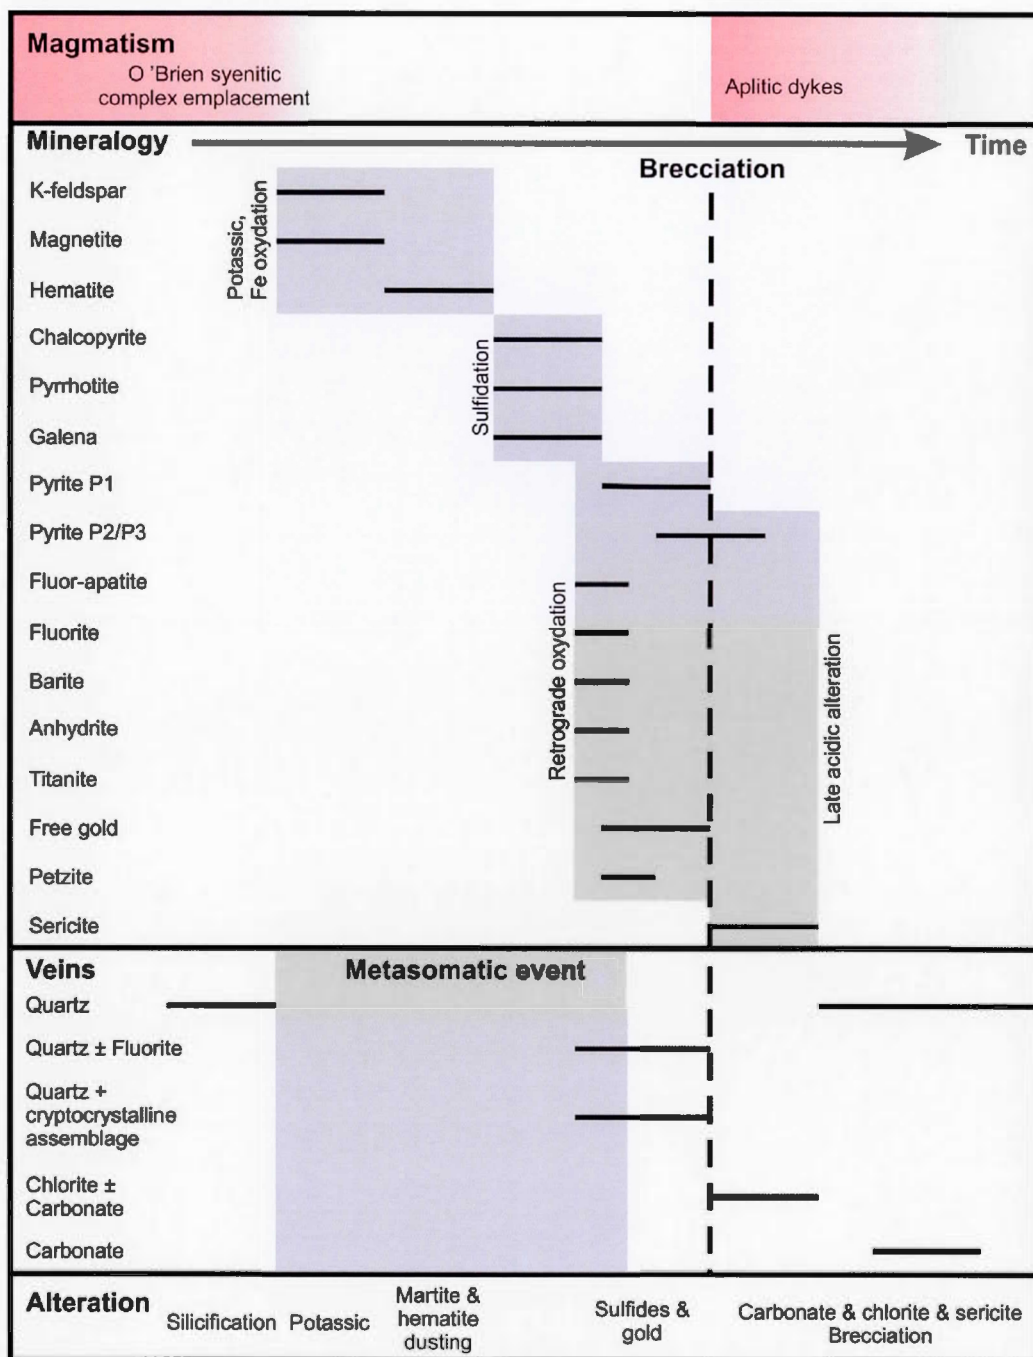 Magmatism
O 'Brien syenitic
complex emplacement
Aplitic dykes
Mineralogy
Time
Brecciation
K-feldspar
Magnetite
Hematite
Potassic,
Fe oxydation
Chalcopyrite
Pyrrhotite
Galena
Sulfidation
Pyrite P1
Pyrite P2/P3
Fluor-apatite
Fluorite
Barite
Anhydrite
Titanite
Free gold
Petzite
Sericite
Retrograde oxydation
Late acidic alteration
Veins
Metasomatic event
Quartz
Quartz ± Fluorite
Quartz +
cryptocrystalline
assemblage
Chlorite ±
Carbonate
Carbonate
Alteration
Silicification
Potassic
Martite &
hematite
dusting
Sulfides &
gold
Carbonate & chlorite & sericite
Brecciation